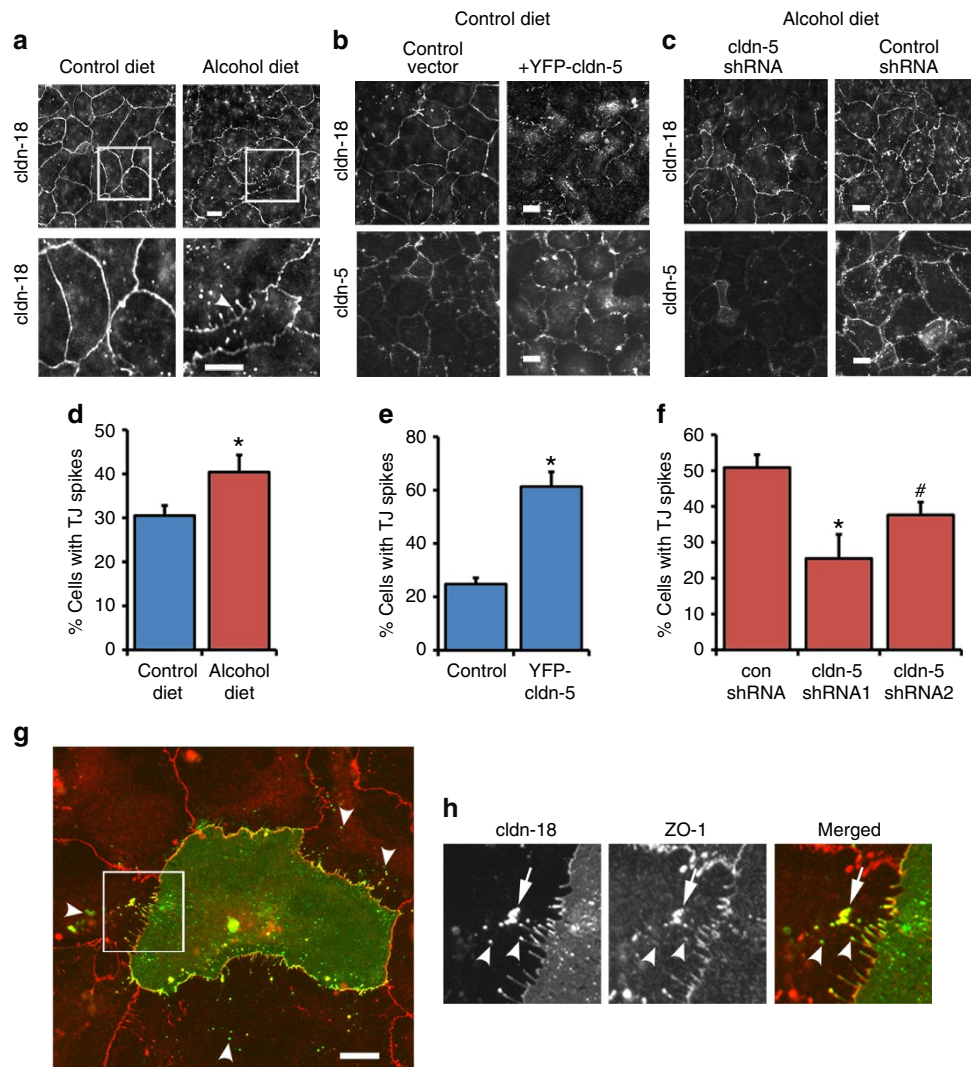 a
Control diet
Alcohol diet
cldn-18
cldn-18
Control diet
b
Control
vector
+YFP-cldn-5
cldn-18
cldn-5
Alcohol diet
c
cldn-5
shRNA
Control
shRNA
cldn-18
cldn-5
d
% Cells with TJ spikes
50
40
30
20
10
0
*
Control
diet
Alcohol
diet
e
% Cells with TJ spikes
80
60
40
20
0
*
Control
YFP-
cldn-5
f
% Cells with TJ spikes
60
50
40
30
20
10
0
*
#
con
shRNA
cldn-5
shRNA1
cldn-5
shRNA2
g
h
cldn-18
ZO-1
Merged